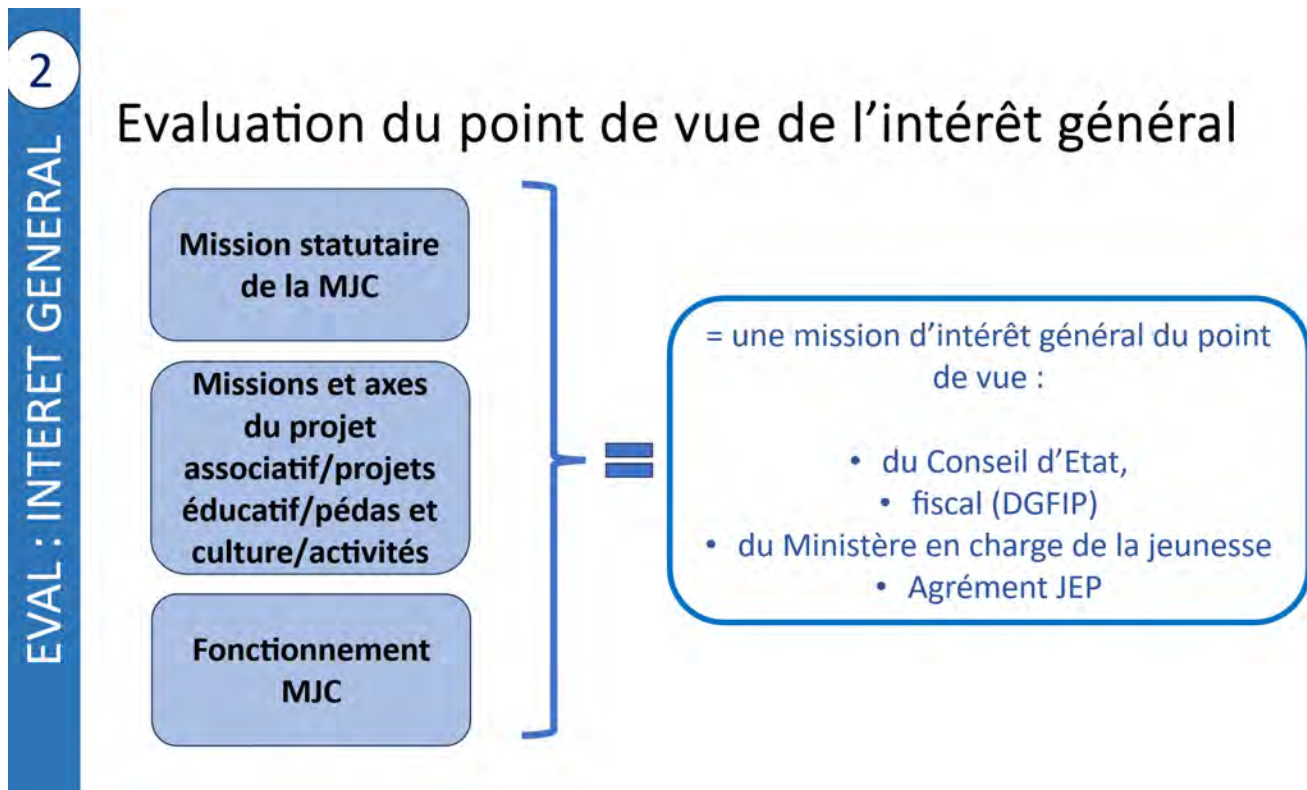 2
EVAL : INTERET GENERAL
Evaluation du point de vue de l'intérêt général
Mission statutaire
de la MJC
Missions et axes
du projet
associatif/projets
éducatif/pédas et
culture/activités
Fonctionnement
MJC
=
= une mission d'intérêt général du point
de vue :
• du Conseil d'Etat,
• fiscal (DGFIP)
• du Ministère en charge de la jeunesse
• Agrément JEP